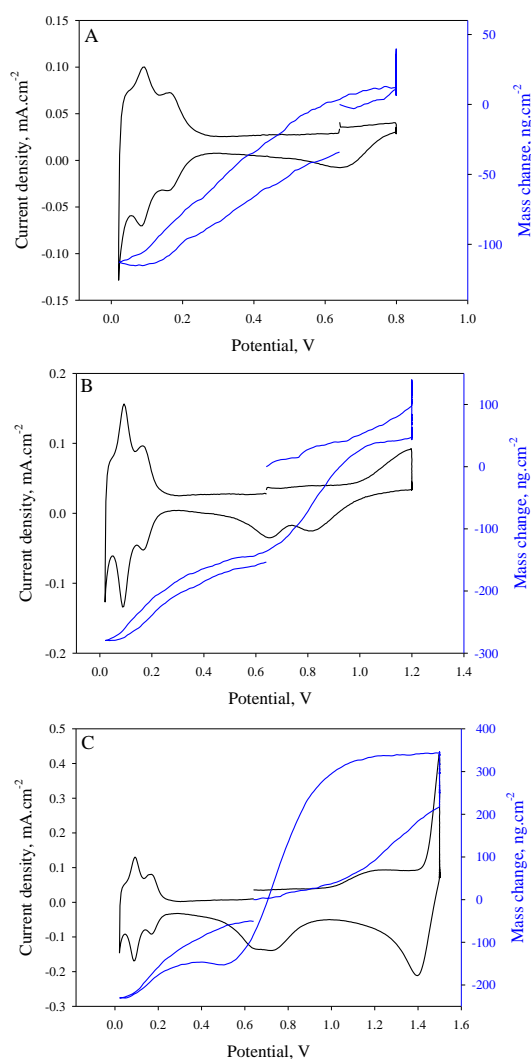 A
Current density, mA.cm-2
0.15
0.10
0.05
0.00
-0.05
-0.10
-0.15
50
0
-50
-100
Mass change, ng.cm-2
0.0 0.2 0.4 0.6 0.8 1.0
Potential, V
B
Current density, mA.cm-2
0.2
0.1
0.0
-0.1
-0.2
100
0
-100
-200
-300
Mass change, ng.cm-2
0.0 0.2 0.4 0.6 0.8 1.0 1.2 1.4
Potential, V
C
Current density, mA.cm-2
0.5
0.4
0.3
0.2
0.1
0.0
-0.1
-0.2
-0.3
400
300
200
100
0
-100
-200
Mass change, ng.cm-2
0.0 0.2 0.4 0.6 0.8 1.0 1.2 1.4 1.6
Potential, V